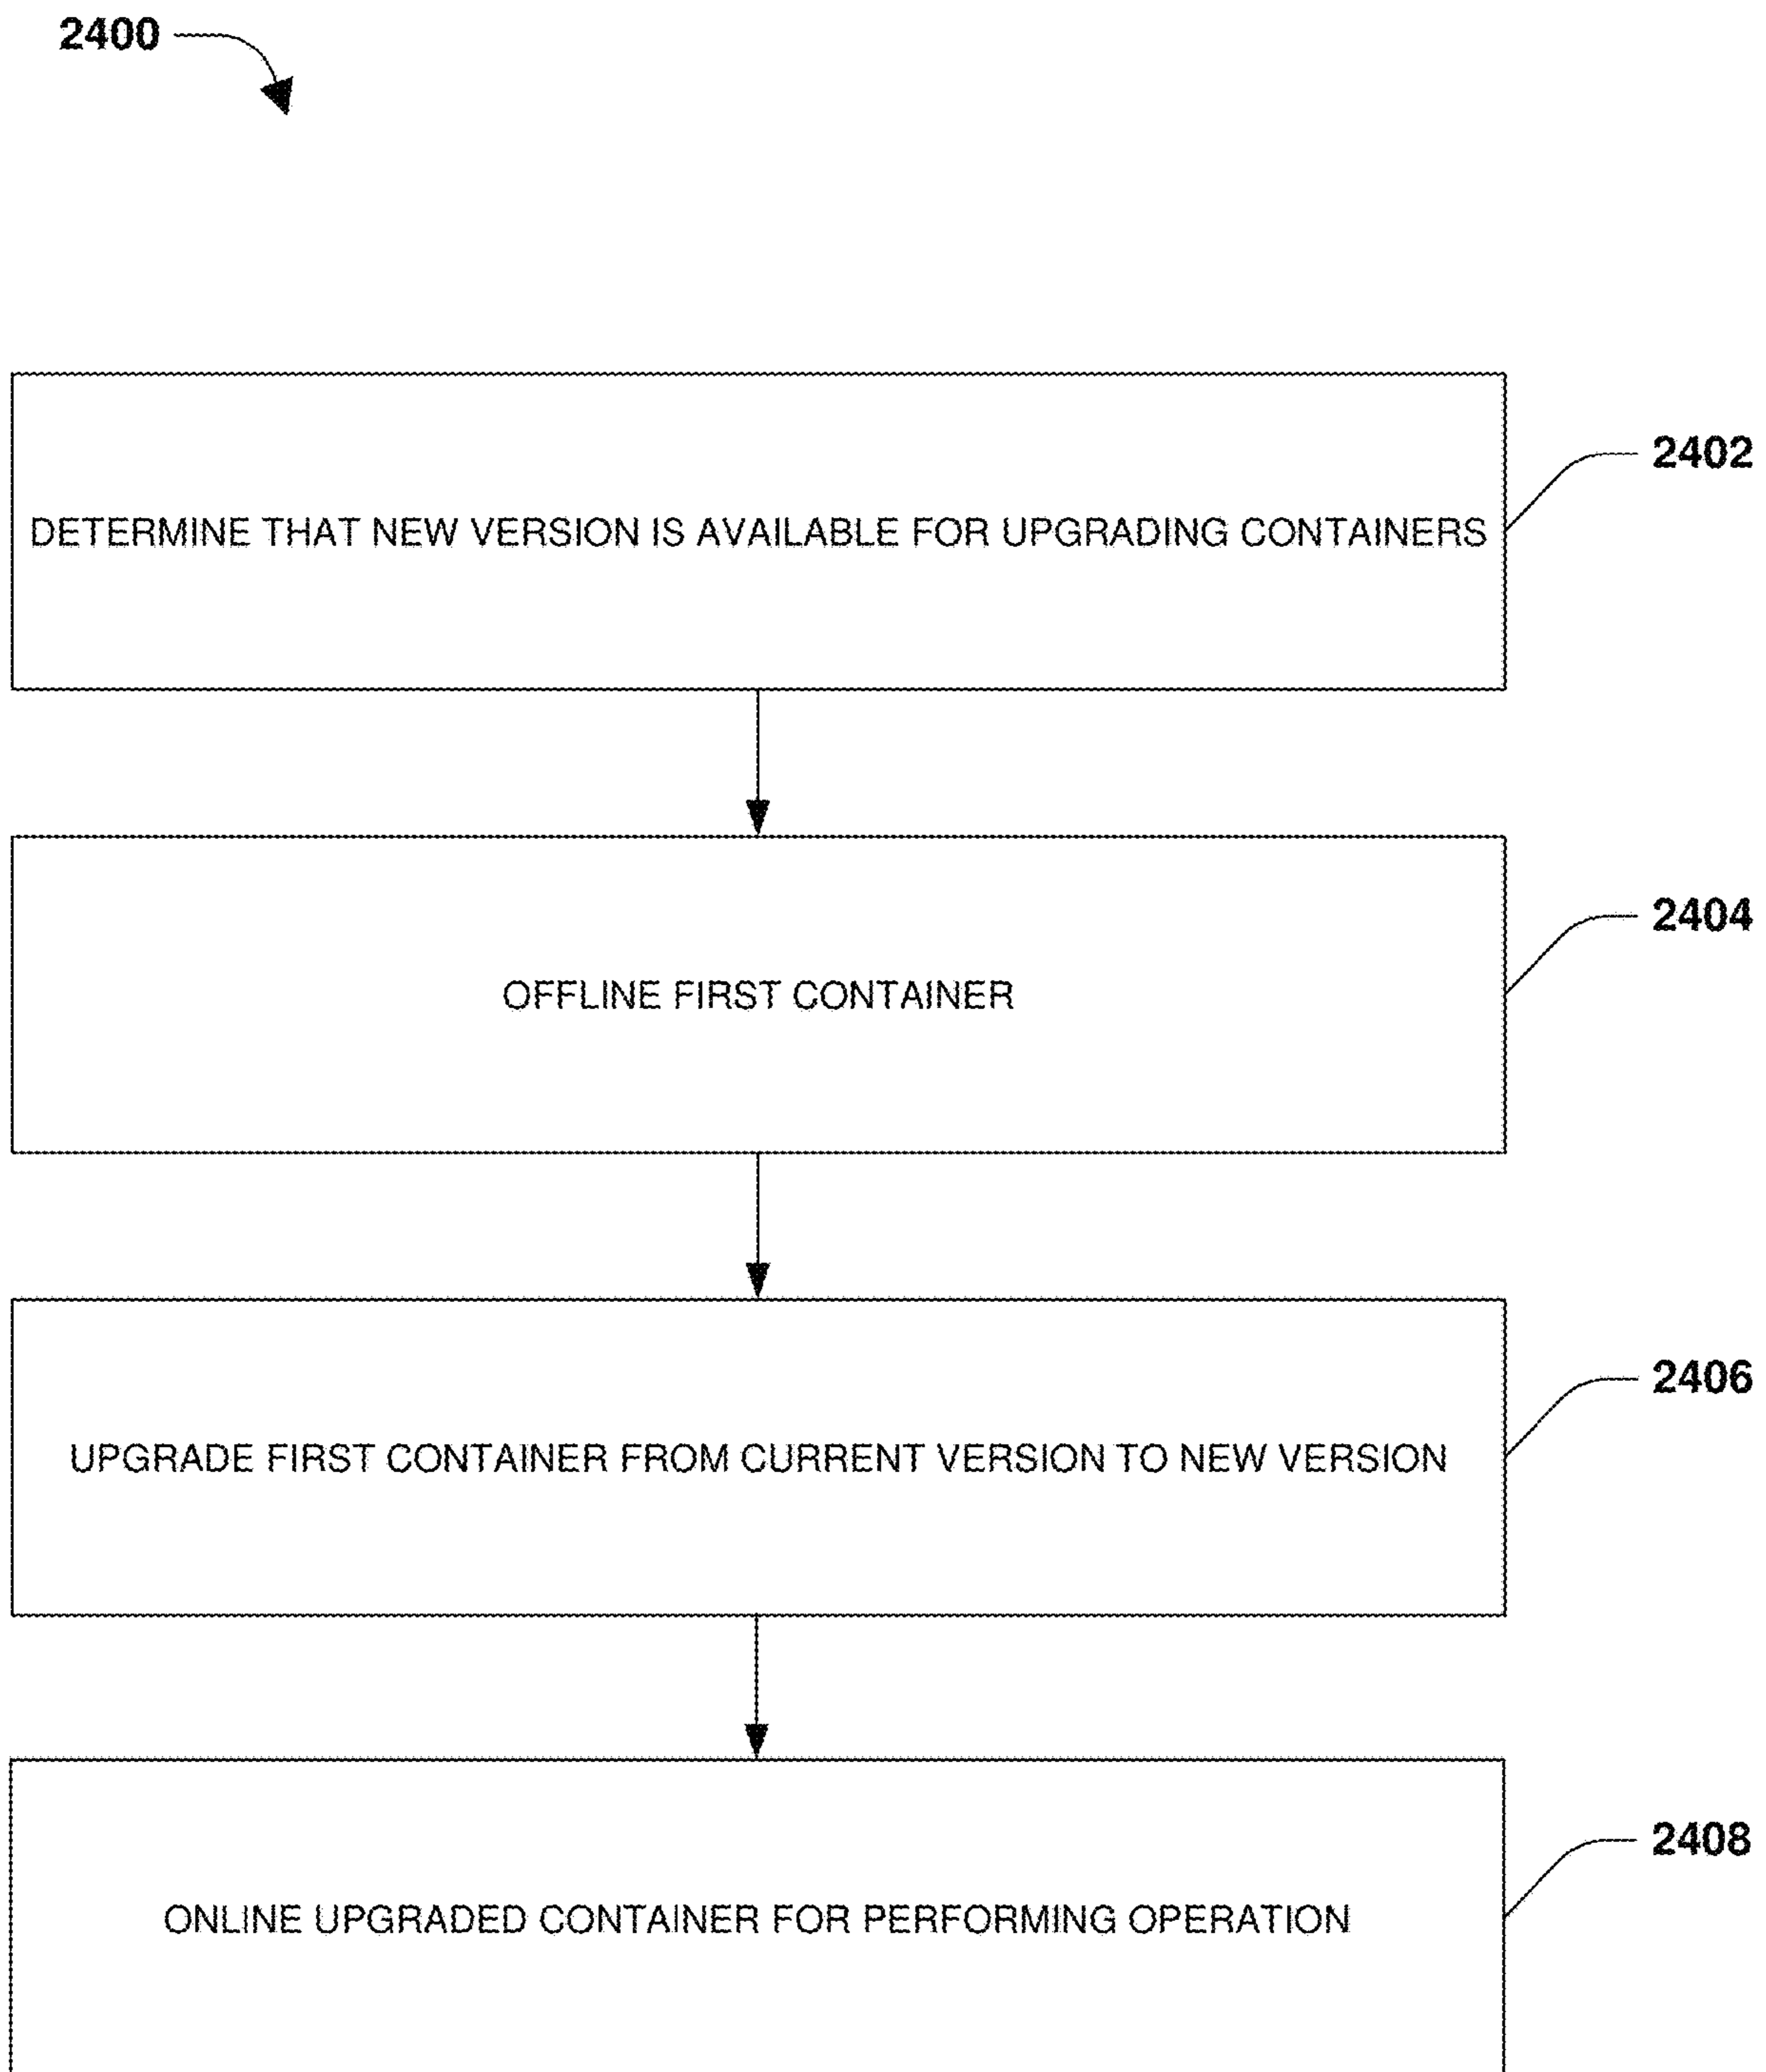 2400
DETERMINE THAT NEW VERSION IS AVAILABLE FOR UPGRADING CONTAINERS
2402
OFFLINE FIRST CONTAINER
2404
UPGRADE FIRST CONTAINER FROM CURRENT VERSION TO NEW VERSION
2406
ONLINE UPGRADED CONTAINER FOR PERFORMING OPERATION
2408